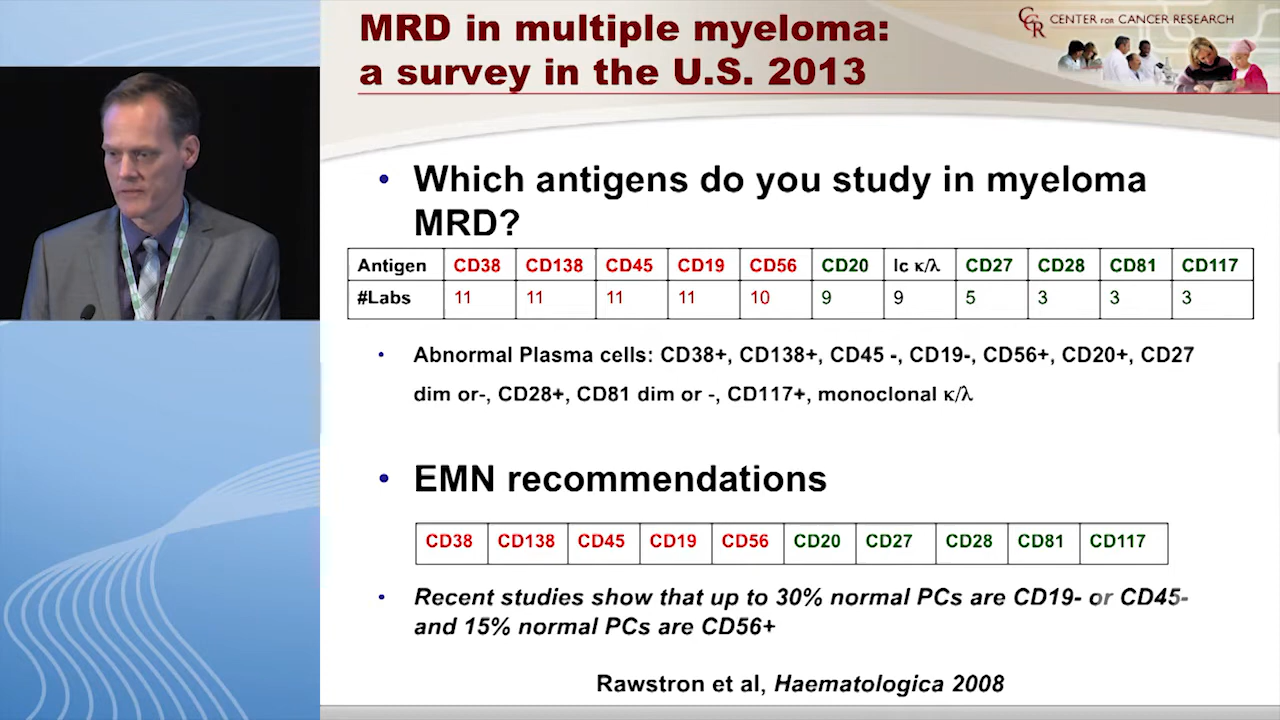 MRD in multiple myeloma:
a survey in the U.S. 2013
CCR CENTER for CANCER RESEARCH
• Which antigens do you study in myeloma
MRD?
Antigen CD38 CD138 CD45 CD19 CD56 CD20 Ic κ/λ CD27 CD28 CD81 CD117
#Labs 11 11 11 11 10 9 9 5 3 3 3
• Abnormal Plasma cells: CD38+, CD138+, CD45 -, CD19-, CD56+, CD20+, CD27
dim or-, CD28+, CD81 dim or -, CD117+, monoclonal κ/λ
• EMN recommendations
CD38 CD138 CD45 CD19 CD56 CD20 CD27 CD28 CD81 CD117
• Recent studies show that up to 30% normal PCs are CD19- or CD45-
and 15% normal PCs are CD56+
Rawstron et al, Haematologica 2008